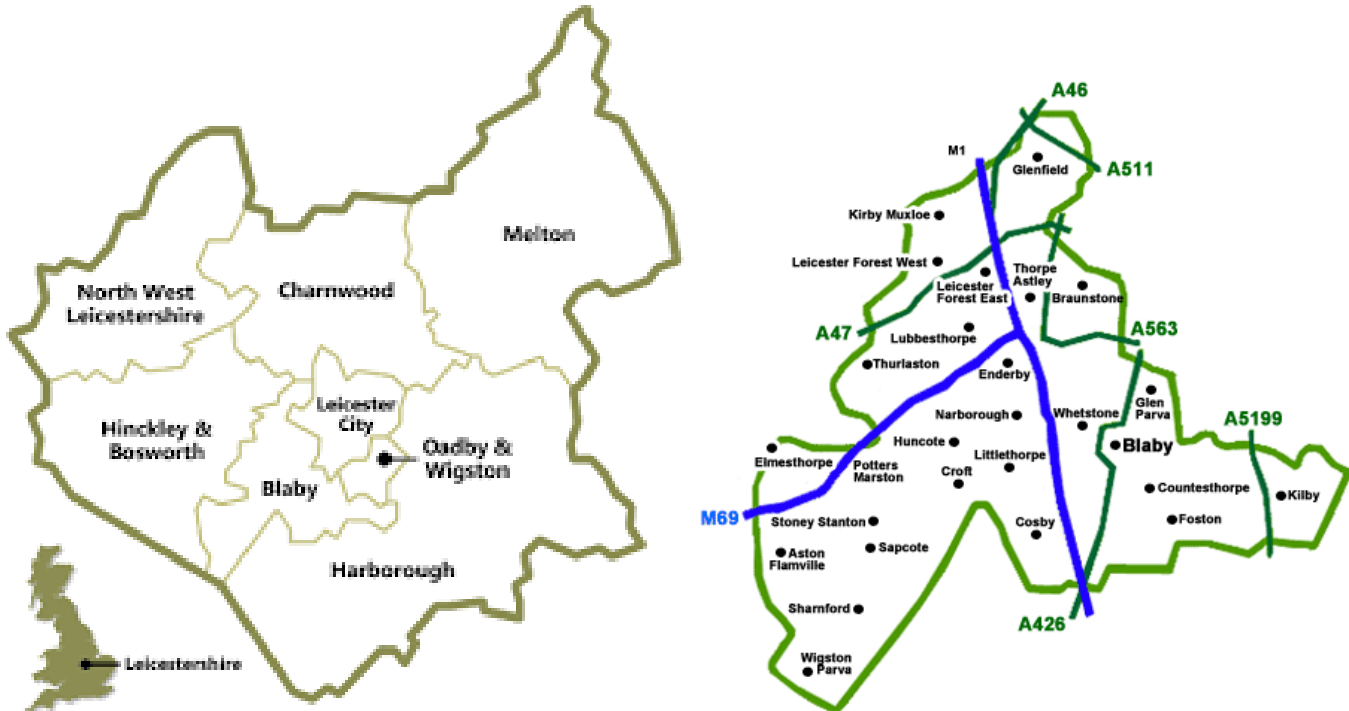 Melton
Charnwood
North West
Leicestershire
Hinckley &
Bosworth
Leicester
City
Oadby &
Wigston
Blaby
Harborough
Leicestershire
A46
M1
Glenfield
A511
Kirby Muxloe
Leicester Forest West
Thorpe
Astley
Leicester
Forest East
Braunstone
A47
A563
Lubbesthorpe
Thurlaston
Enderby
Glen
Parva
Narborough
Whetstone
A5199
Huncote
Blaby
Elmesthorpe
Potters
Marston
Littlethorpe
Croft
Countesthorpe
Kilby
M69
Stoney Stanton
Cosby
Foston
Aston
Flamville
Sapcote
Sharnford
A426
Wigston
Parva